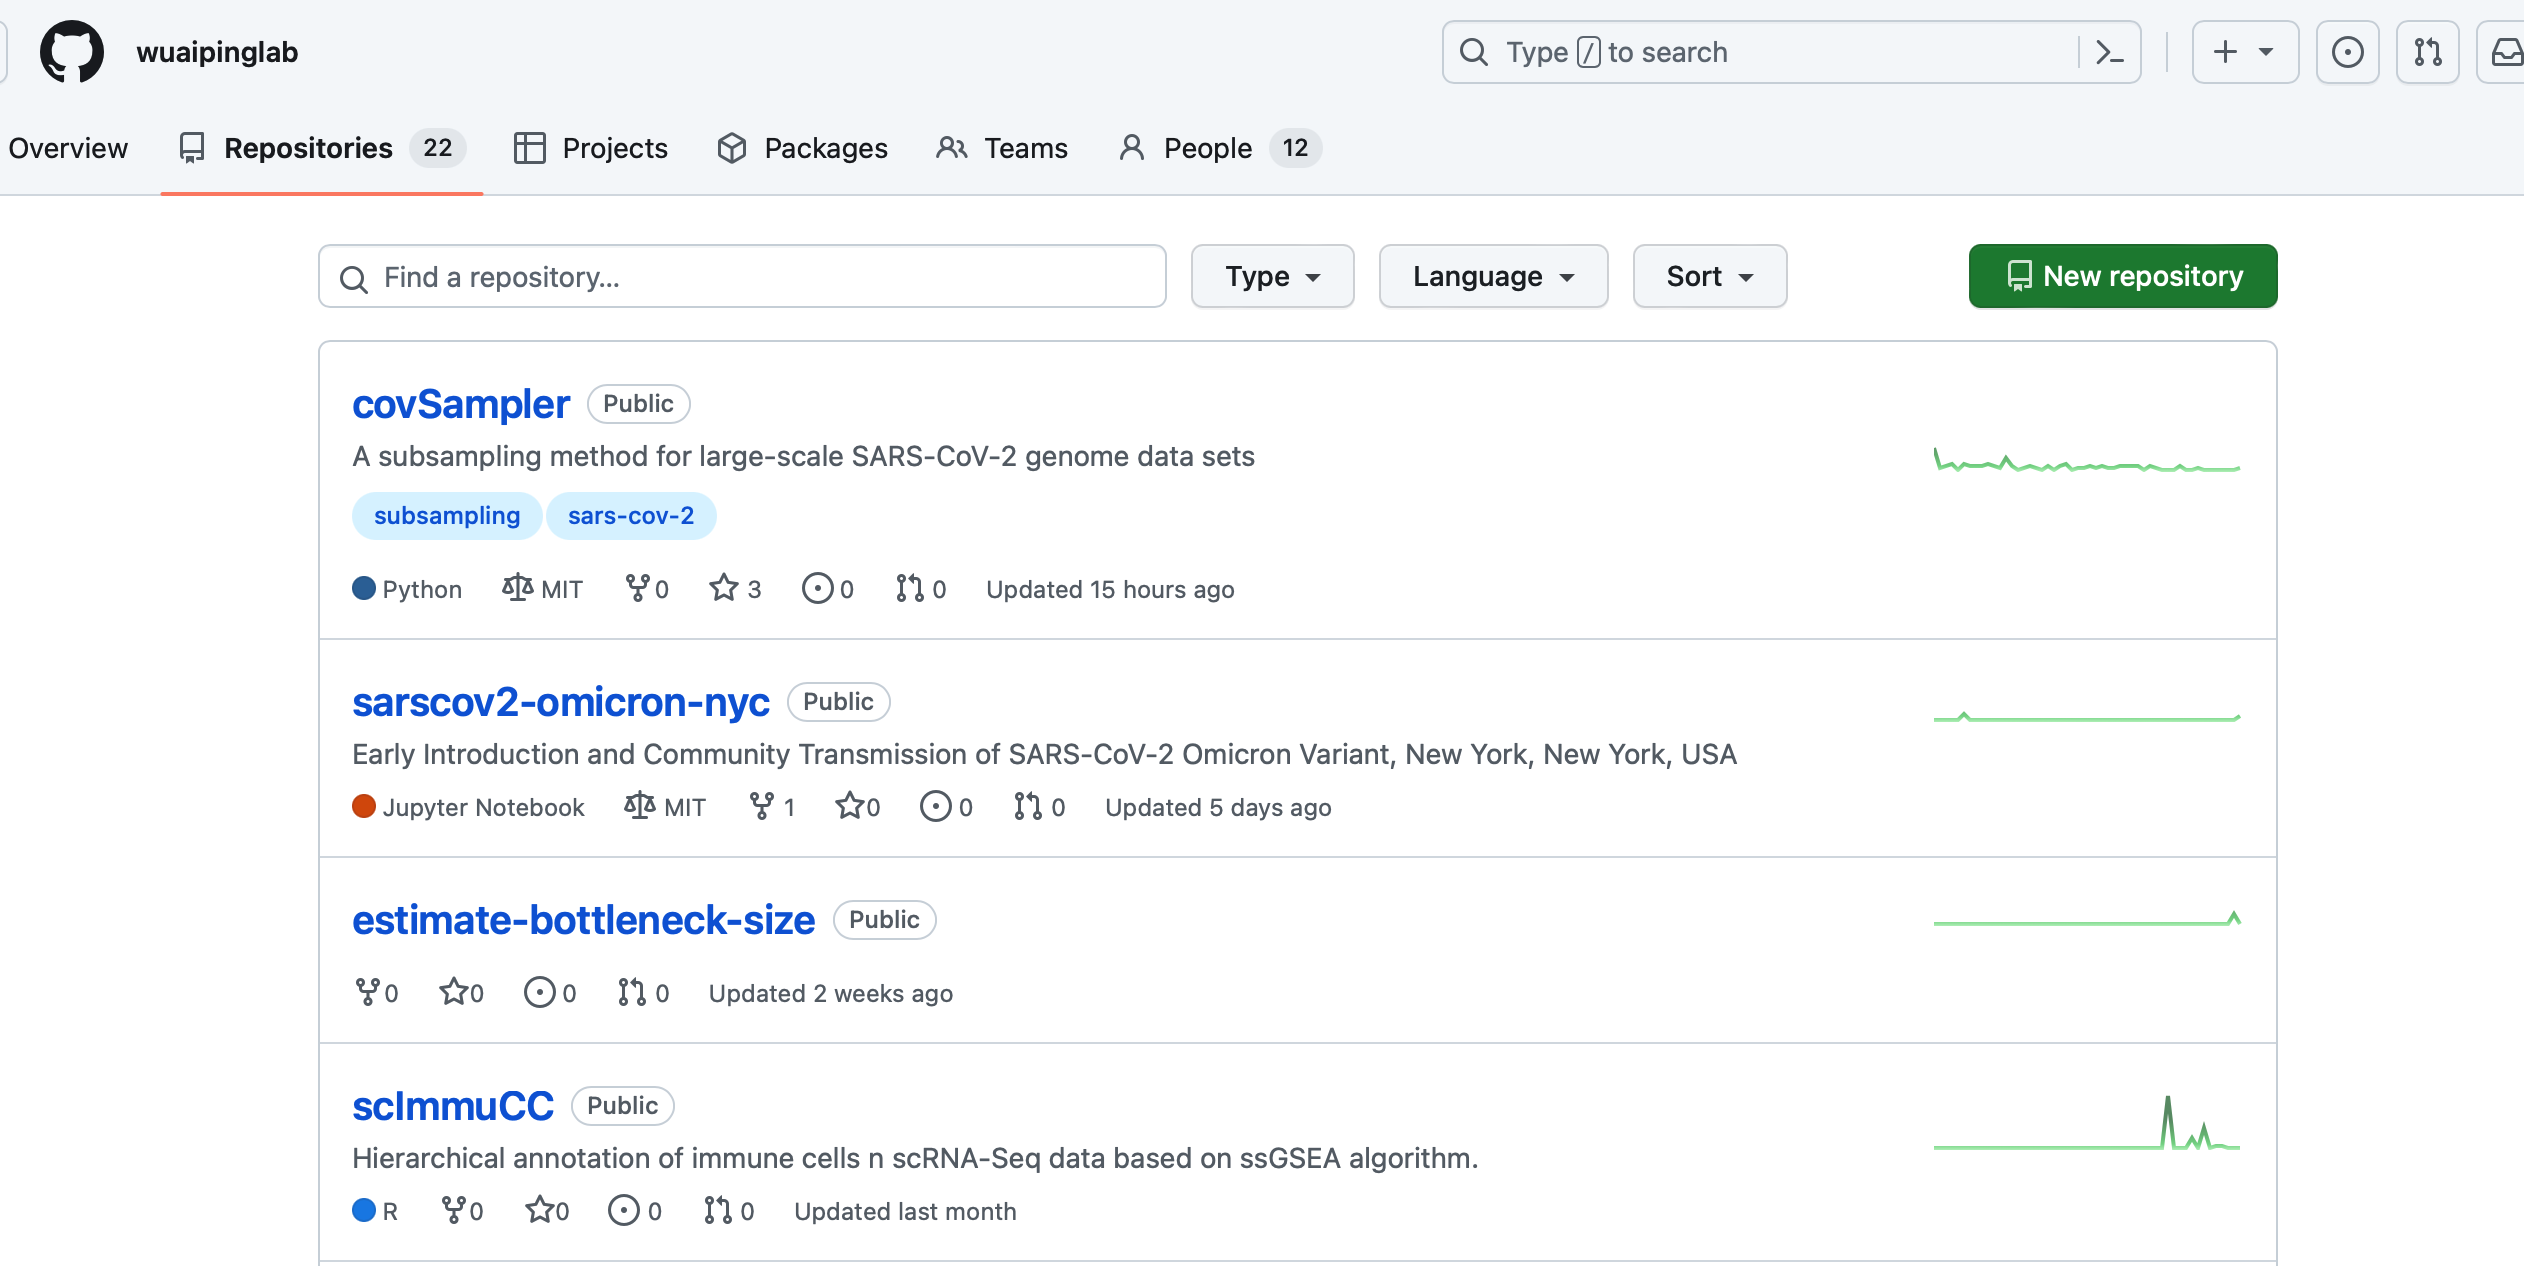 wuaipinglab
Type / to search
Overview Repositories 22 Projects Packages Teams People 12
Find a repository... Type Language Sort New repository
covSampler Public
A subsampling method for large-scale SARS-CoV-2 genome data sets
subsampling sars-cov-2
Python MIT 0 3 0 0 Updated 15 hours ago
sarscov2-omicron-nyc Public
Early Introduction and Community Transmission of SARS-CoV-2 Omicron Variant, New York, New York, USA
Jupyter Notebook MIT 1 0 0 0 Updated 5 days ago
estimate-bottleneck-size Public
0 0 0 0 Updated 2 weeks ago
scImmuCC Public
Hierarchical annotation of immune cells n scRNA-Seq data based on ssGSEA algorithm.
R 0 0 0 0 Updated last month